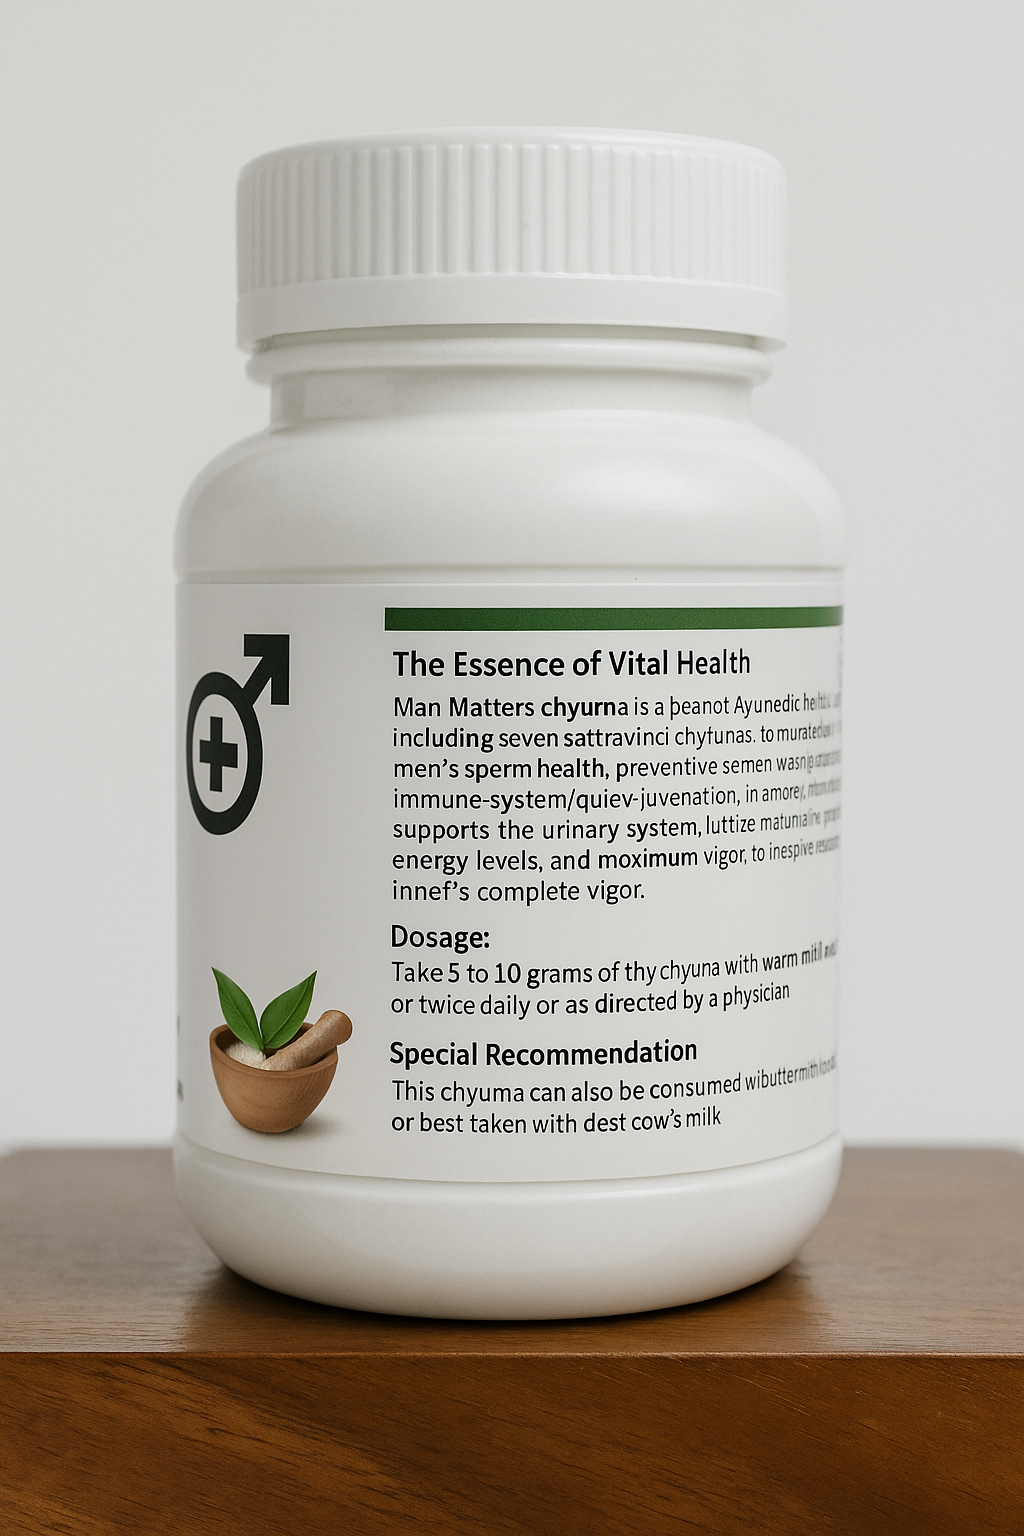 The Essence of Vital Health
Man Matters chyurna is a þeanot Ayunedic
including seven sattravinci chyfunas. to
men's sperm health, preventive semen
immune-system/quiev-juvenation, in amorey,
supports the urinary system, luttize
energy levels, and moximum vigor, to inespive
innef's complete vigor.
Dosage:
Take 5 to 10 grams of thy chyuna with warm
or twice daily or as directed by a physician
Special Recommendation
This chyuma can also be consumed
or best taken with dest cow's milk